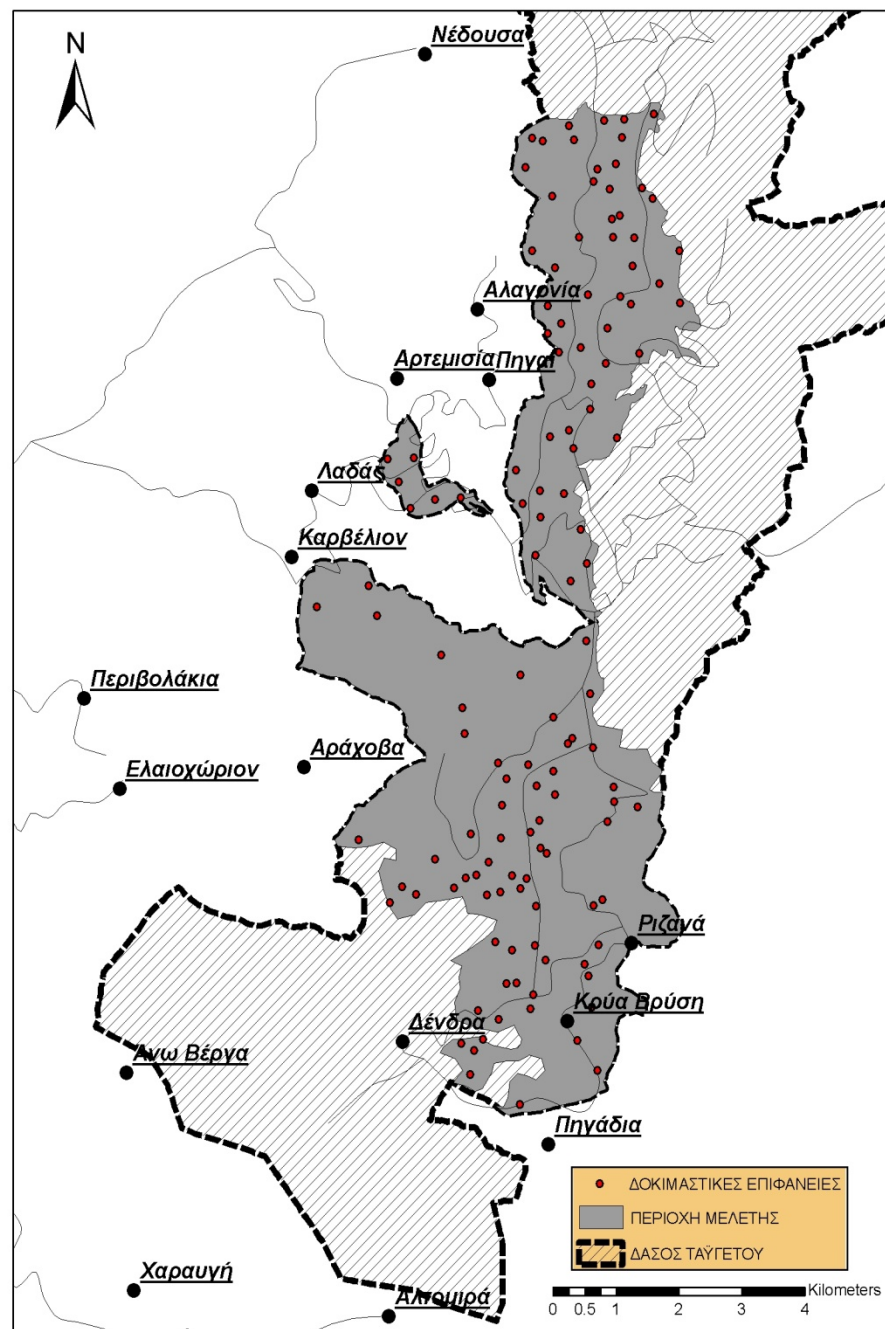 N
Νέδουσα
Αλαγονία
Αρτεμισία
Πηγαί
Λαδάς
Καρβέλιον
Περιβολάκια
Αράχοβα
Ελαιοχώριον
Ριζανά
Κρύα Βρύση
Δένδρα
Ανω Βέργα
Πηγάδια
ΔΟΚΙΜΑΣΤΙΚΕΣ ΕΠΙΦΑΝΕΙΕΣ
ΠΕΡΙΟΧΗ ΜΕΛΕΤΗΣ
ΔΑΣΟΣ ΤΑΫΓΕΤΟΥ
Χαραυγή
Αλτομιρά
Kilometers
0 0.5 1 2 3 4